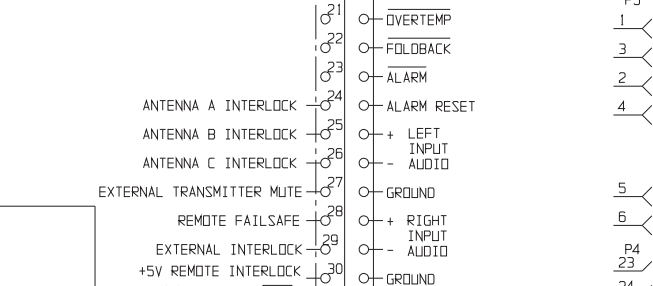 P3
21 OVERTEMP 1
22 FOLDBACK 3
23 ALARM 2
ANTENNA A INTERLOCK 24 ALARM RESET 4
ANTENNA B INTERLOCK 25 + LEFT
INPUT
ANTENNA C INTERLOCK 26 - AUDIO
EXTERNAL TRANSMITTER MUTE 27 GROUND 5
REMOTE FAILSAFE 28 + RIGHT 6
INPUT
EXTERNAL INTERLOCK 29 - AUDIO P4
+5V REMOTE INTERLOCK 30 GROUND 23
24